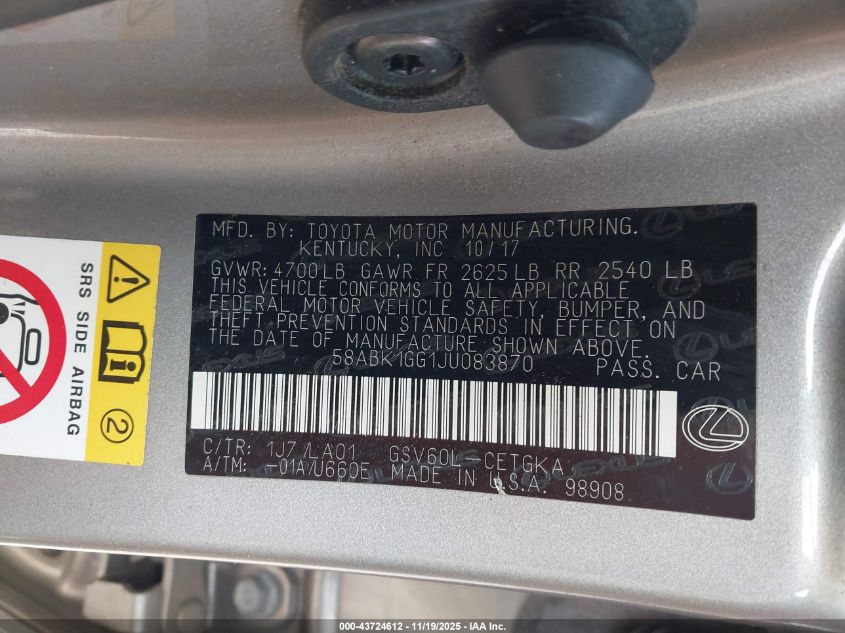 MFD. BY: TOYOTA MOTOR MANUFACTURING.
KENTUCKY, INC 10/17
GVWR: 4700LB GAWR FR 2625LB RR 2540 LB
THIS VEHICLE CONFORMS TO ALL APPLICABLE
FEDERAL MOTOR VEHICLE SAFETY, BUMPER, AND
THEFT PREVENTION STANDARDS IN EFFECT ON
THE DATE OF MANUFACTURE SHOWN ABOVE.
58ABK1GG1JU083870 PASS. CAR
C/TR: 1J7/LA01 GSV60L-CETGKA
A/TM: -01A/U660E MADE IN U.S.A. 98908
SRS SIDE AIRBAG
2
000-43724612 - 11/19/2025 - IAA Inc.